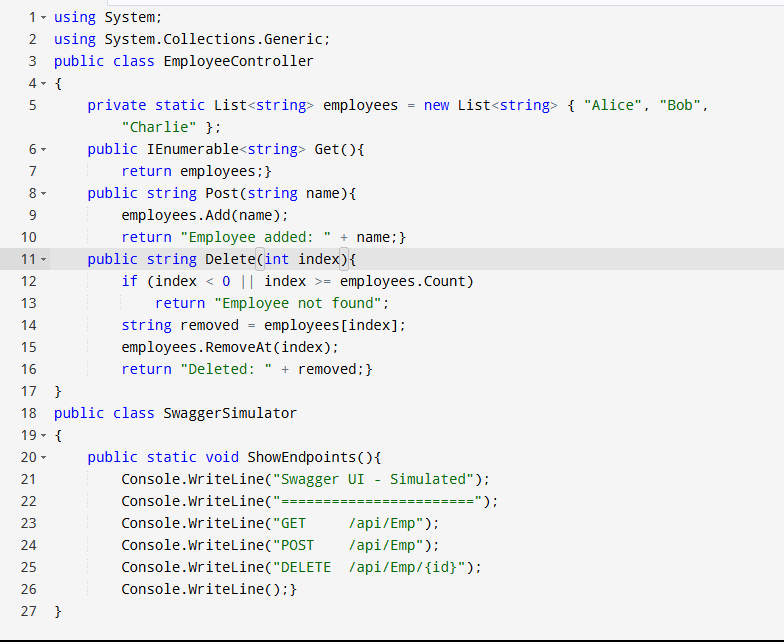 1 using System;
2 using System.Collections.Generic;
3 public class EmployeeController
4 {
5     private static List<string> employees = new List<string> { "Alice", "Bob",
        "Charlie" };
6     public IEnumerable<string> Get(){
7         return employees;}
8     public string Post(string name){
9         employees.Add(name);
10         return "Employee added: " + name;}
11     public string Delete(int index){
12         if (index < 0 || index >= employees.Count)
13             return "Employee not found";
14         string removed = employees[index];
15         employees.RemoveAt(index);
16         return "Deleted: " + removed;}
17 }
18 public class SwaggerSimulator
19 {
20     public static void ShowEndpoints(){
21         Console.WriteLine("Swagger UI - Simulated");
22         Console.WriteLine("=======================");
23         Console.WriteLine("GET     /api/Emp");
24         Console.WriteLine("POST    /api/Emp");
25         Console.WriteLine("DELETE  /api/Emp/{id}");
26         Console.WriteLine();}
27 }